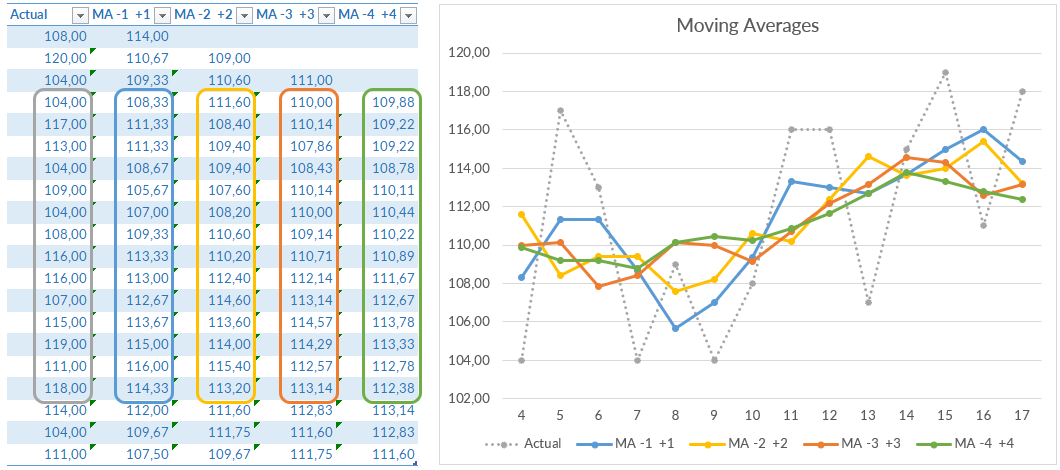 Actual MA -1 +1 MA -2 +2 MA -3 +3 MA -4 +4
108,00 114,00
120,00 110,67 109,00
104,00 109,33 110,60 111,00
104,00 108,33 111,60 110,00 109,88
117,00 111,33 108,40 110,14 109,22
113,00 111,33 109,40 107,86 109,22
104,00 108,67 109,40 108,43 108,78
109,00 105,67 107,60 110,14 110,11
104,00 107,00 108,20 110,00 110,44
108,00 109,33 110,60 109,14 110,22
116,00 113,33 110,20 110,71 110,89
116,00 113,00 112,40 112,14 111,67
107,00 112,67 114,60 113,14 112,67
115,00 113,67 113,60 114,57 113,78
119,00 115,00 114,00 114,29 113,33
111,00 116,00 115,40 112,57 112,78
118,00 114,33 113,20 113,14 112,38
114,00 112,00 111,60 112,83 113,14
104,00 109,67 111,75 111,60 112,83
111,00 107,50 109,67 111,75 111,60
Moving Averages
120,00
118,00
116,00
114,00
112,00
110,00
108,00
106,00
104,00
102,00
4 5 6 7 8 9 10 11 12 13 14 15 16 17
Actual MA -1 +1 MA -2 +2 MA -3 +3 MA -4 +4